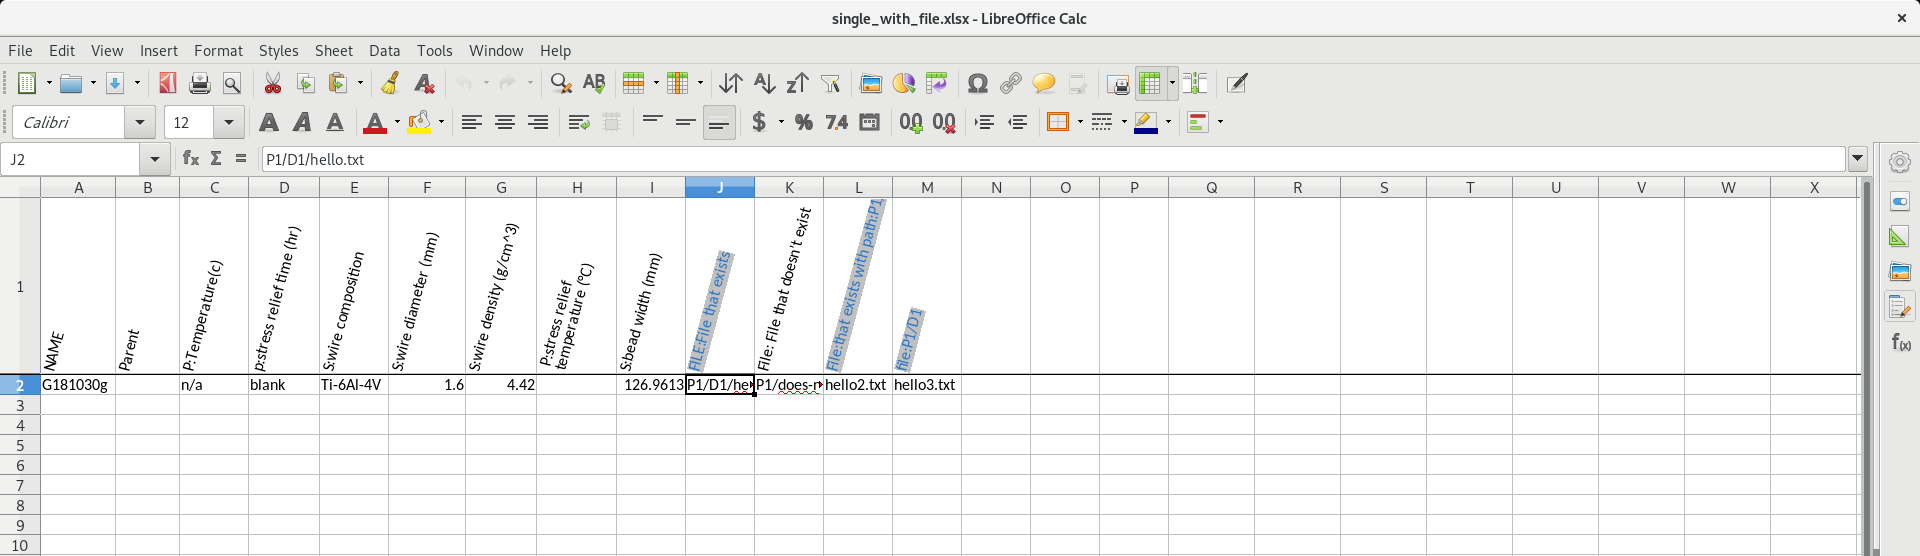 single_with_file.xlsx - LibreOffice Calc
File Edit View Insert Format Styles Sheet Data Tools Window Help
Calibri 12
J2 P1/D1/hello.txt
A B C D E F G H I J K L M N O P Q R S T U V W X
1
NAME
Parent
P:Temperature(c)
p:stress relief time (hr)
S:wire composition
S:wire diameter (mm)
S:wire density (g/cm^3)
P:stress relief
temperature (°C)
S:bead width (mm)
FILE:File that exists
File: File that doesn't exist
File:that exists with path:P1
file:P1/D1
2 G181030g n/a blank Ti-6Al-4V 1.6 4.42 126.9613 P1/D1/he P1/does-n hello2.txt hello3.txt
3
4
5
6
7
8
9
10